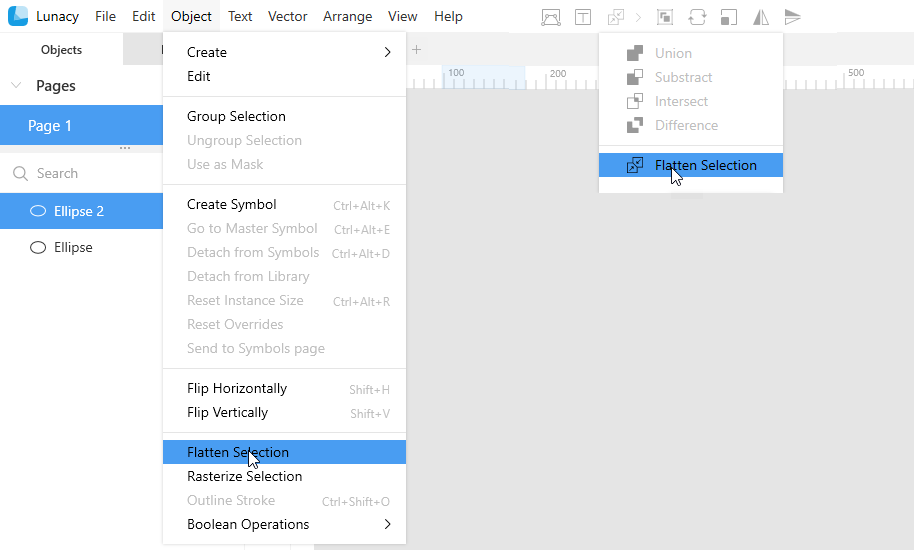 Lunacy File Edit Object Text Vector Arrange View Help
Objects
Pages
Page 1
Search
Ellipse 2
Ellipse
Create
Edit
Group Selection
Ungroup Selection
Use as Mask
Create Symbol Ctrl+Alt+K
Go to Master Symbol Ctrl+Alt+E
Detach from Symbols Ctrl+Alt+D
Detach from Library
Reset Instance Size Ctrl+Alt+R
Reset Overrides
Send to Symbols page
Flip Horizontally Shift+H
Flip Vertically Shift+V
Flatten Selection
Rasterize Selection
Outline Stroke Ctrl+Shift+O
Boolean Operations
100 200 500
Union
Substract
Intersect
Difference
Flatten Selection